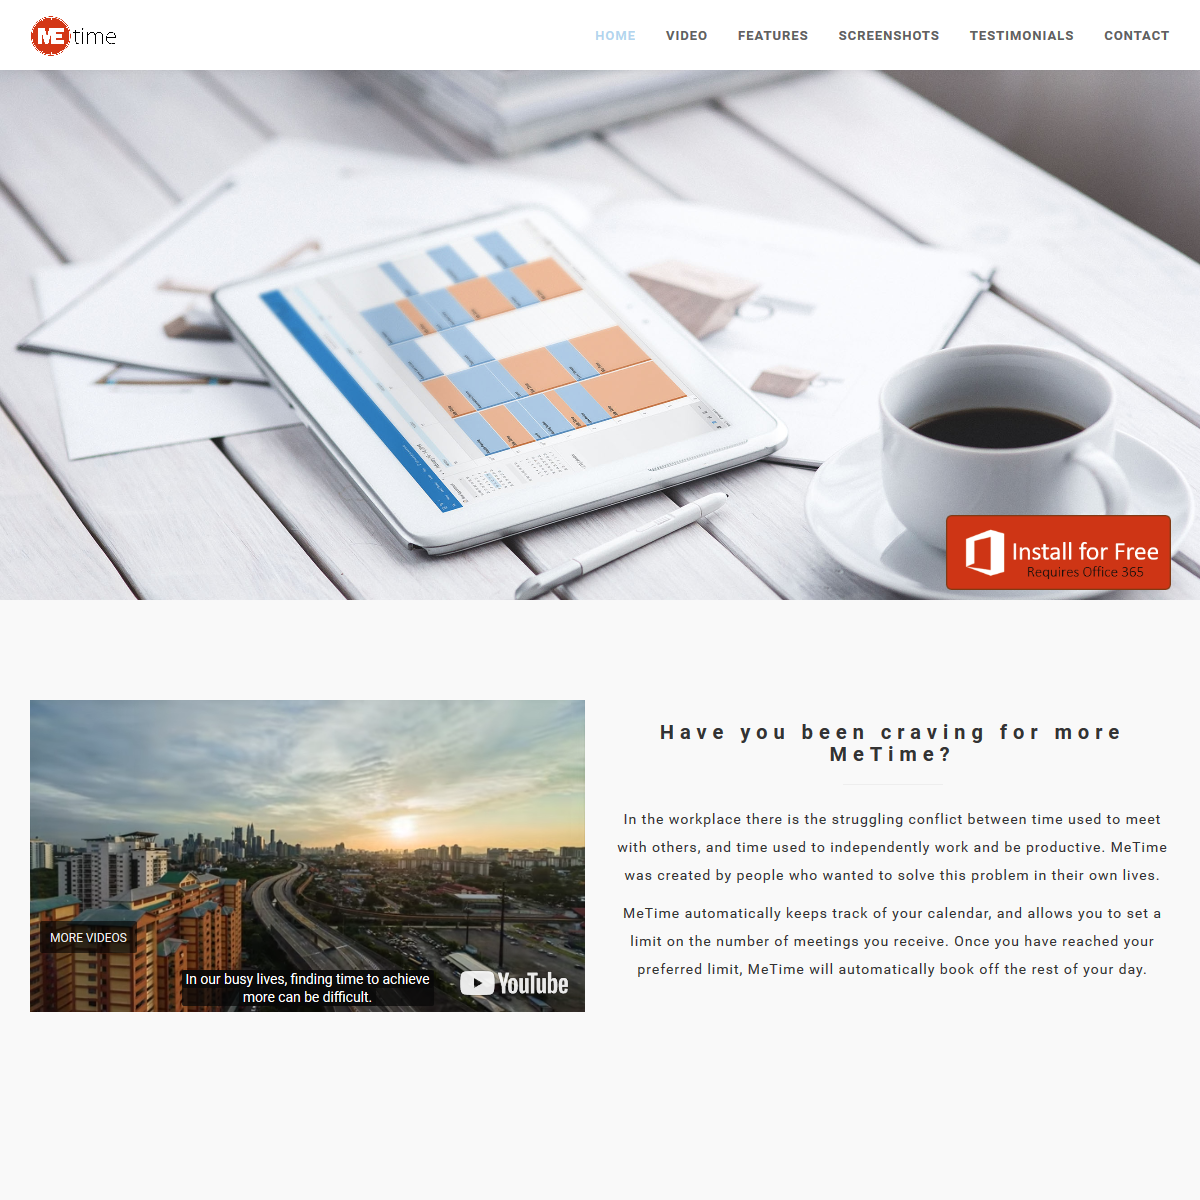 ME time
HOME VIDEO FEATURES SCREENSHOTS TESTIMONIALS CONTACT
Install for Free
Requires Office 365
MORE VIDEOS
In our busy lives, finding time to achieve
more can be difficult.
YouTube
Have you been craving for more
MeTime?
In the workplace there is the struggling conflict between time used to meet
with others, and time used to independently work and be productive. MeTime
was created by people who wanted to solve this problem in their own lives.
MeTime automatically keeps track of your calendar, and allows you to set a
limit on the number of meetings you receive. Once you have reached your
preferred limit, MeTime will automatically book off the rest of your day.